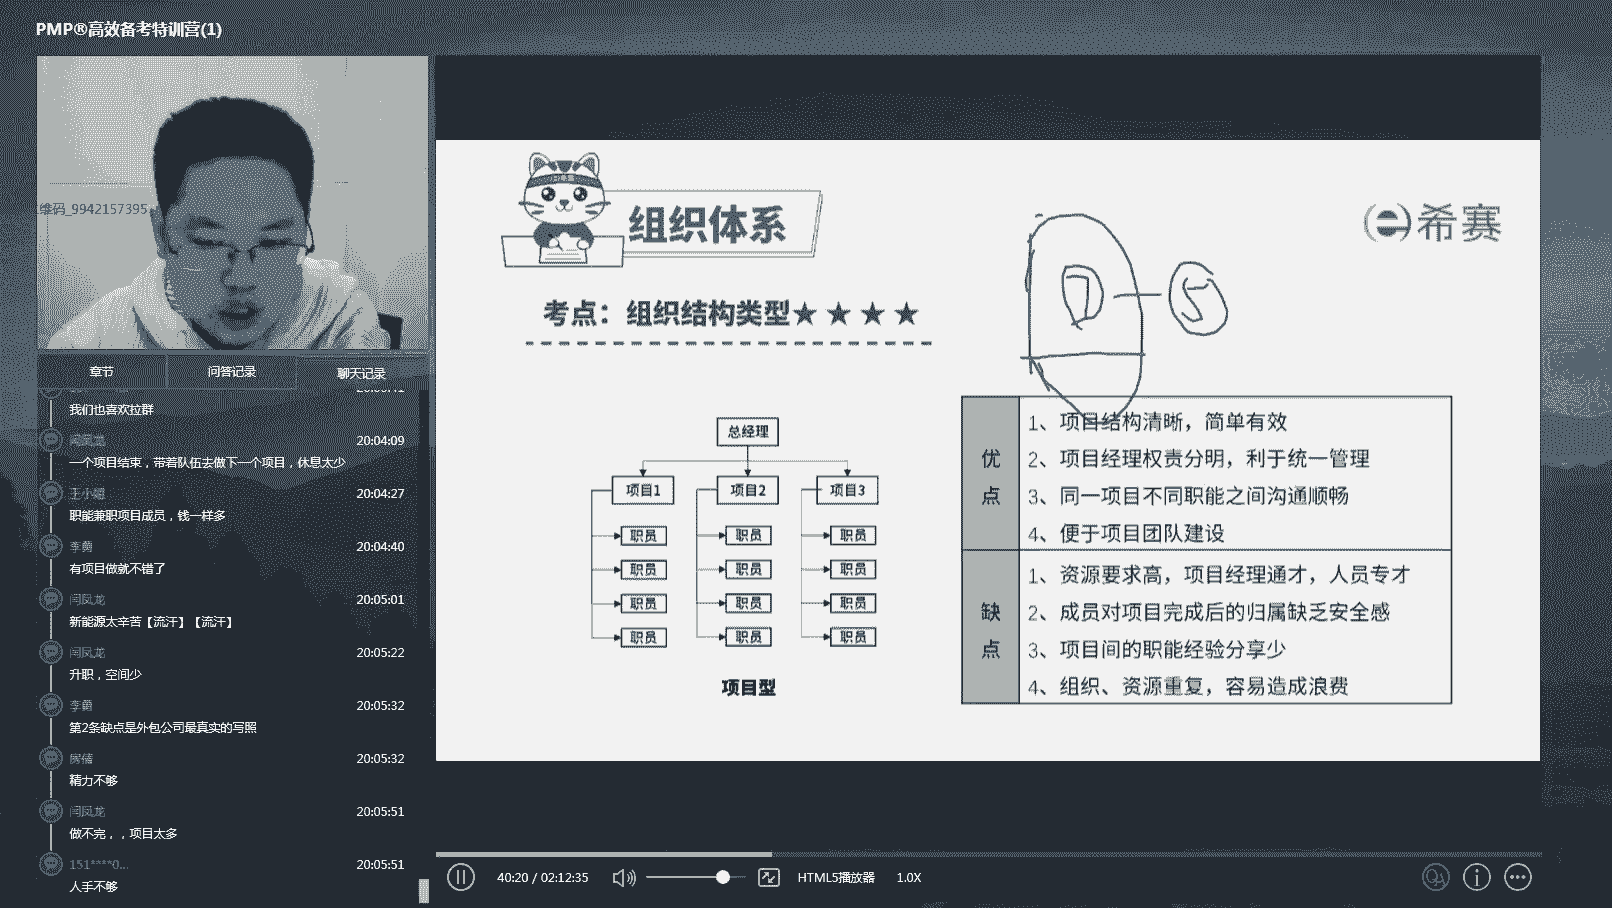 PMP®高效备考特训营(1)
维码_9942157395
章节
问答记录
聊天记录
我们也喜欢拉群
闫凤龙
20:04:09
一个项目结束，带着队伍去做下一个项目，休息太少
20:04:27
职能兼职项目成员，钱一样多
20:04:40
有项目做就不错了
闫凤龙
20:05:01
新能源太辛苦【流汗】【流汗】
闫凤龙
20:05:22
升职，空间少
20:05:32
第2条缺点是外包公司最真实的写照
20:05:32
精力不够
闫凤龙
20:05:51
做不完，，项目太多
151****0...
20:05:51
人手不够
组织体系
希赛
考点：组织结构类型★★★★
总经理
项目1
项目2
项目3
职员
职员
职员
职员
职员
职员
职员
职员
职员
职员
职员
职员
项目型
优点
1、项目结构清晰，简单有效
2、项目经理权责分明，利于统一管理
3、同一项目不同职能之间沟通顺畅
4、便于项目团队建设
缺点
1、资源要求高，项目经理通才，人员专才
2、成员对项目完成后的归属缺乏安全感
3、项目间的职能经验分享少
4、组织、资源重复，容易造成浪费
40:20 / 02:12:35
HTML5播放器
1.0X